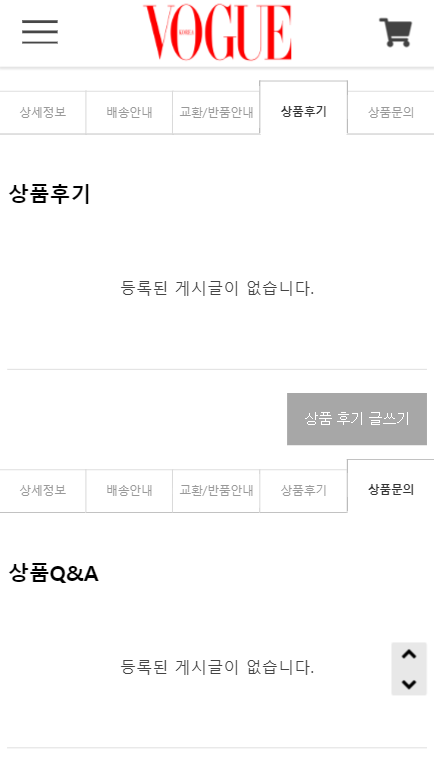 VOGUE
KOREA
상세정보 배송안내 교환/반품안내 상품후기 상품문의
상품후기
등록된 게시글이 없습니다.
상품 후기 글쓰기
상세정보 배송안내 교환/반품안내 상품후기 상품문의
상품Q&A
등록된 게시글이 없습니다.